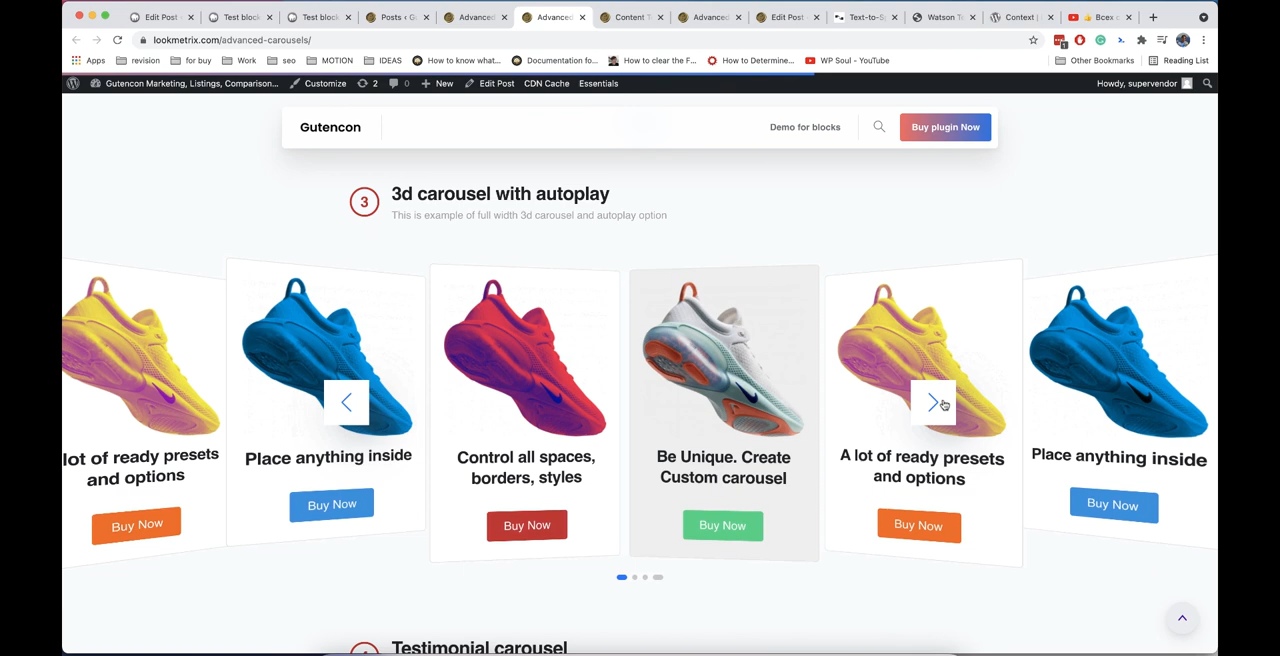 Edit Post
Test block
Test block
Posts ‹ G
Advanced
Advanced
Content T
Advanced
Edit Post
Text-to-S
Watson T
Context
Всех с
lookmetrix.com/advanced-carousels/
Apps revision for buy Work seo MOTION IDEAS How to know what... Documentation fo... How to clear the F... How to Determine... WP Soul - YouTube Other Bookmarks Reading List
Gutencon Marketing, Listings, Comparison... Customize 2 0 New Edit Post CDN Cache Essentials Howdy, supervendor
Gutencon Demo for blocks Buy plugin Now
3
3d carousel with autoplay
This is example of full width 3d carousel and autoplay option
lot of ready presets
and options
Buy Now
Place anything inside
Buy Now
Control all spaces,
borders, styles
Buy Now
Be Unique. Create
Custom carousel
Buy Now
A lot of ready presets
and options
Buy Now
Place anything inside
Buy Now
Testimonial carousel